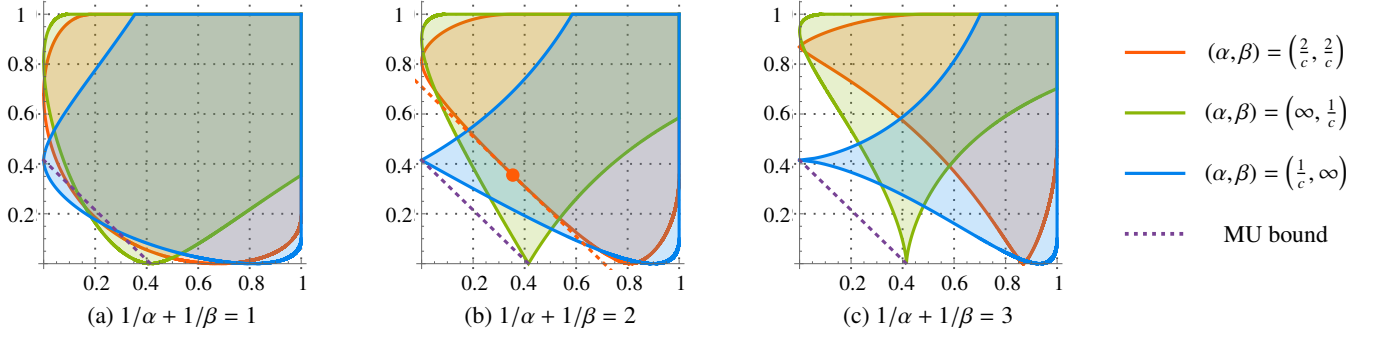 1
0.8
0.6
0.4
0.2
0.2 0.4 0.6 0.8 1
(a) 1/α + 1/β = 1
1
0.8
0.6
0.4
0.2
0.2 0.4 0.6 0.8 1
(b) 1/α + 1/β = 2
1
0.8
0.6
0.4
0.2
0.2 0.4 0.6 0.8 1
(c) 1/α + 1/β = 3
(α, β) = (2/c, 2/c)
(α, β) = (∞, 1/c)
(α, β) = (1/c, ∞)
MU bound